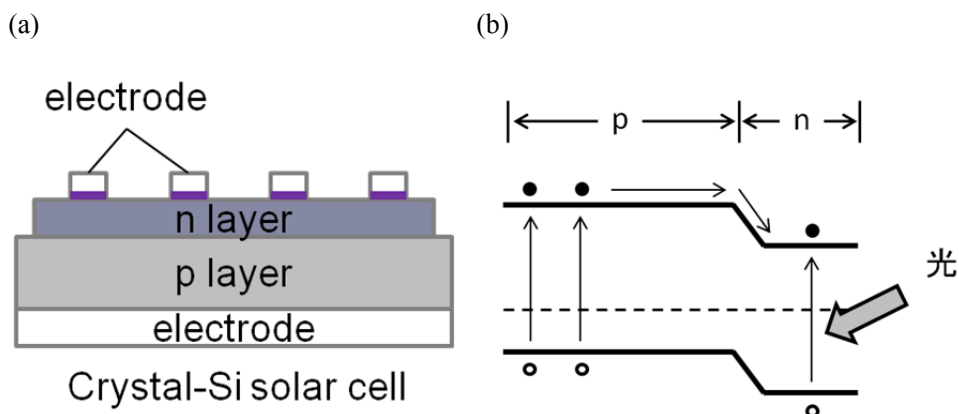 (a)
electrode
n layer
p layer
electrode
Crystal-Si solar cell
(b)
p
n
光